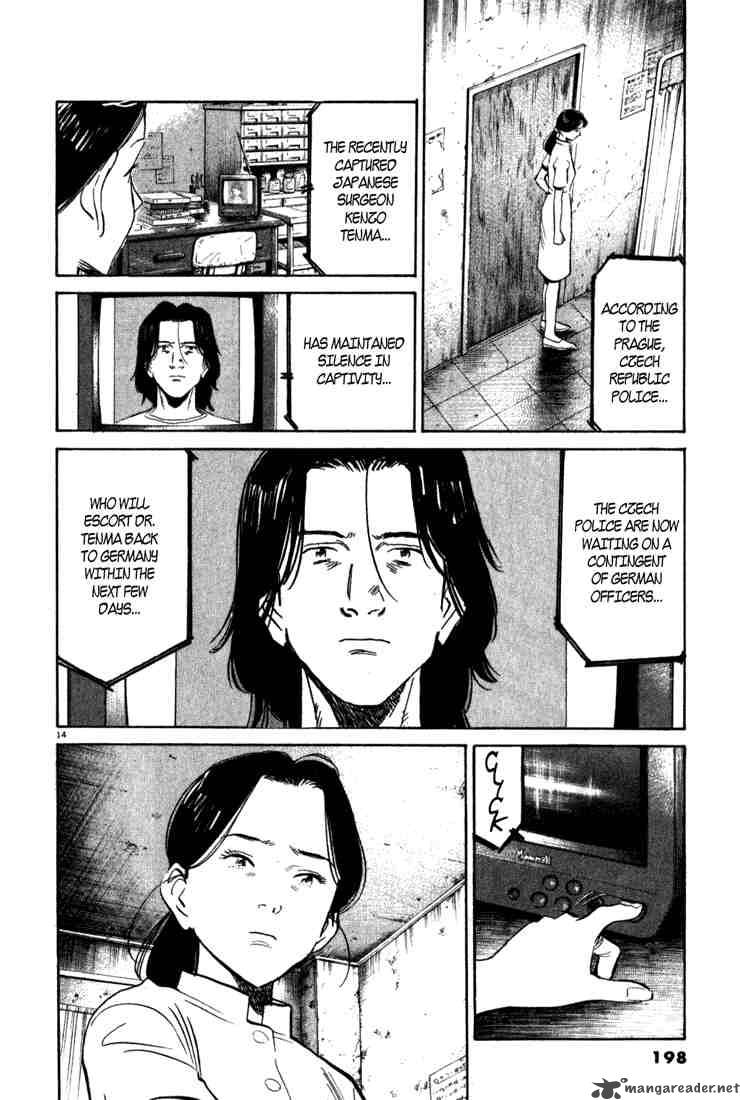 ACCORDING
TO THE
PRAGUE,
CZECH
REPUBLIC
POLICE...
THE RECENTLY
CAPTURED
JAPANESE
SURGEON
KENZO
TENMA...
HAS MAINTANED
SILENCE IN
CAPTIVITY...
THE CZECH
POLICE ARE NOW
WAITING ON A
CONTINGENT
OF GERMAN
OFFICERS...
WHO WILL
ESCORT DR.
TENMA BACK
TO GERMANY
WITHIN THE
NEXT FEW
DAYS...
14
CLICK
198
mangareader.net